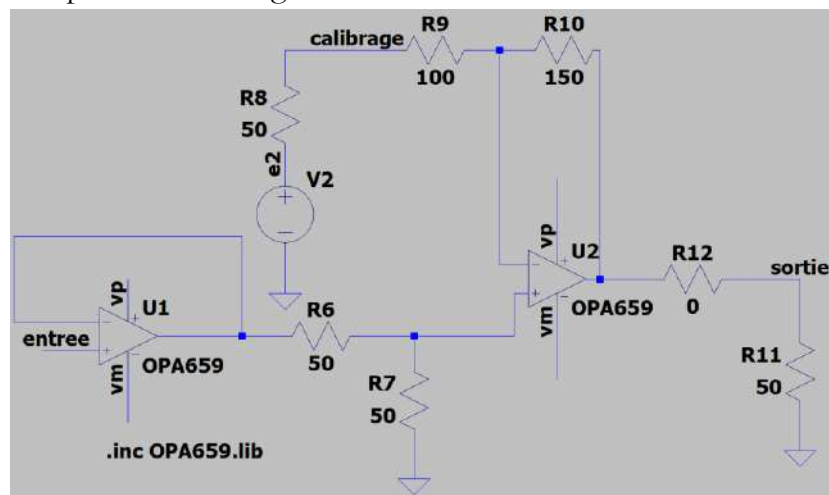 R9
R10
calibrage
100
150
R8
50
e2
V2
vp
U2
R12
sortie
vp
U1
R6
entree
OPA659
0
vm
OPA659
50
vm
R7
50
R11
50
.inc OPA659.lib